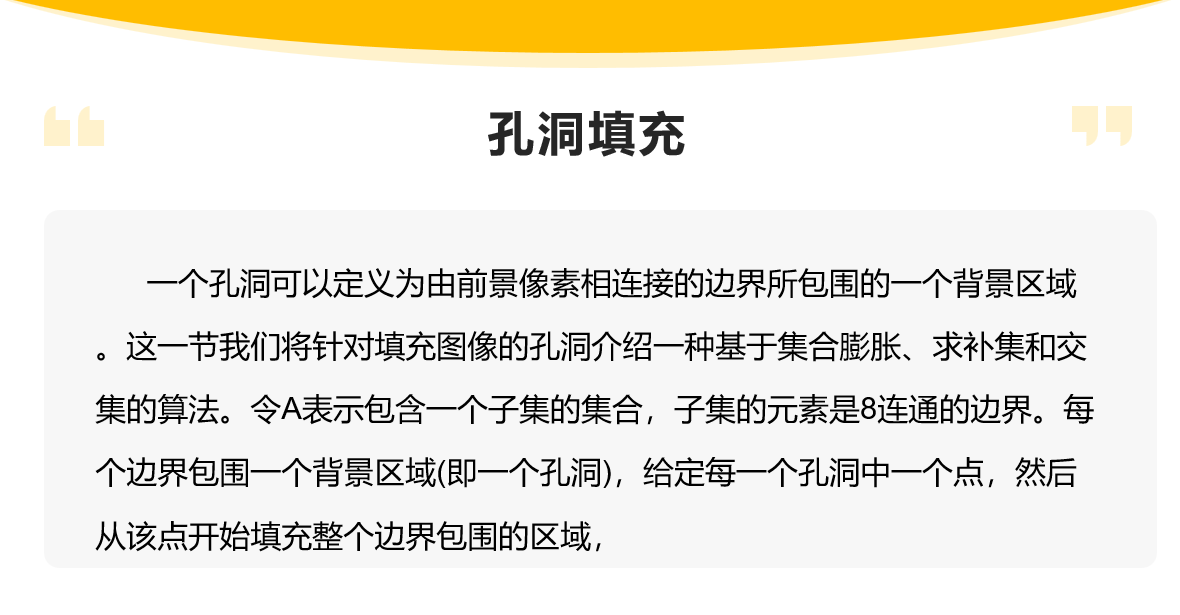 孔洞填充
一个孔洞可以定义为由前景像素相连接的边界所包围的一个背景区域
。这一节我们将针对填充图像的孔洞介绍一种基于集合膨胀、求补集和交
集的算法。令A表示包含一个子集的集合，子集的元素是8连通的边界。每
个边界包围一个背景区域(即一个孔洞)，给定每一个孔洞中一个点，然后
从该点开始填充整个边界包围的区域，